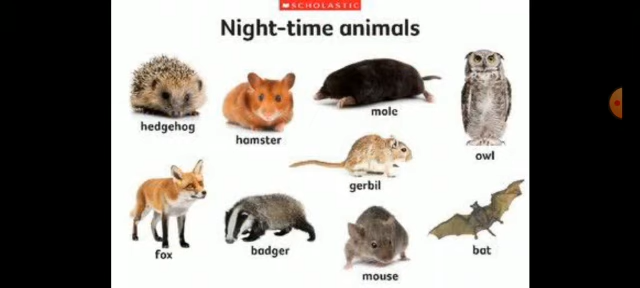 SCHOLASTIC
Night-time animals
hedgehog
hamster
mole
owl
gerbil
fox
badger
mouse
bat